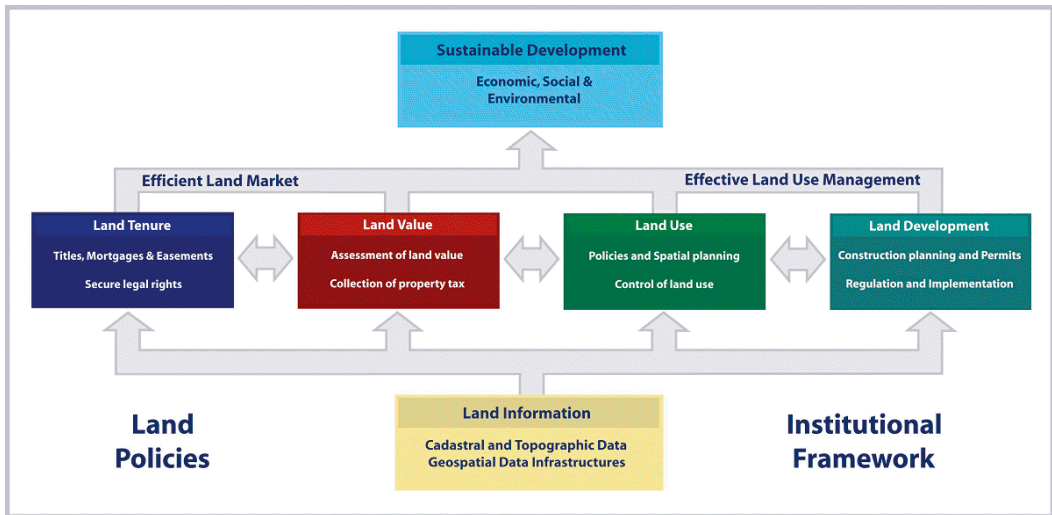 Sustainable Development
Economic, Social &
Environmental
Efficient Land Market
Effective Land Use Management
Land Tenure
Titles, Mortgages & Easements
Secure legal rights
Land Value
Assessment of land value
Collection of property tax
Land Use
Policies and Spatial planning
Control of land use
Land Development
Construction planning and Permits
Regulation and Implementation
Land
Policies
Land Information
Cadastral and Topographic Data
Geospatial Data Infrastructures
Institutional
Framework